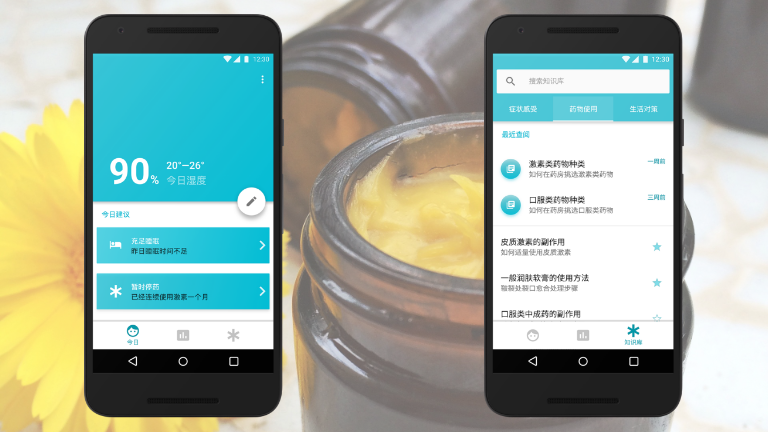 12:30
90%
20°—26°
今日湿度
今日建议
充足睡眠
昨日睡眠时间不足
暂时停药
已经连续使用激素一个月
今日
12:30
搜索知识库
症状感受
药物使用
生活对策
最近查阅
激素类药物种类
一周前
如何在药房挑选激素类药物
口服类药物种类
三周前
如何在药房挑选口服类药物
皮质激素的副作用
如何适量使用皮质激素
一般润肤软膏的使用方法
皲裂处裂口愈合处理步骤
口服类中成药的副作用
知识库